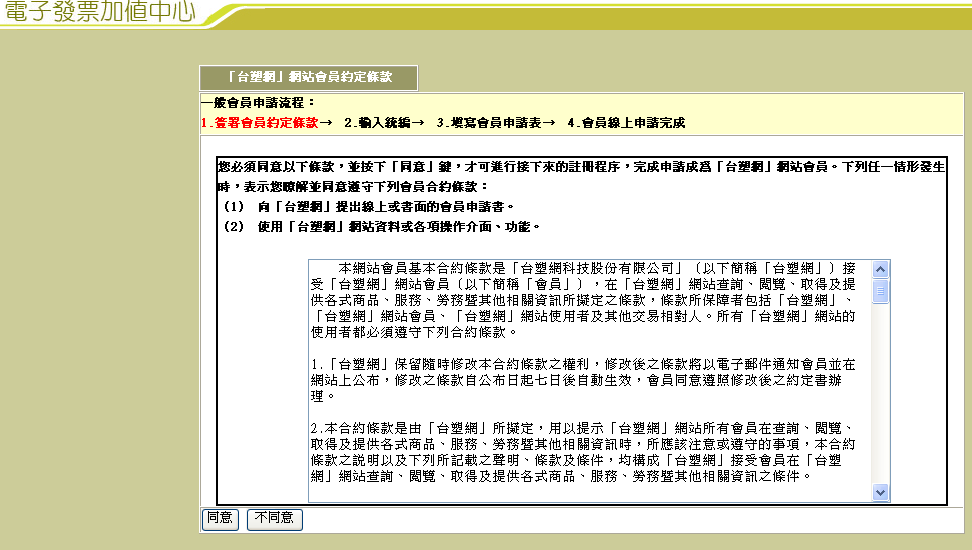 電子發票加值中心
「台塑網」網站會員約定條款
一般會員申請流程：
1.簽署會員約定條款→ 2.輸入統編→ 3.填寫會員申請表→ 4.會員線上申請完成
您必須同意以下條款，並按下「同意」鍵，才可進行接下來的註冊程序，完成申請成為「台塑網」網站會員。下列任一情形發生
時，表示您瞭解並同意遵守下列會員合約條款：
(1) 向「台塑網」提出線上或書面的會員申請書。
(2) 使用「台塑網」網站資料或各項操作介面、功能。
本網站會員基本合約條款是「台塑網科技股份有限公司」（以下簡稱「台塑網」）接
受「台塑網」網站會員（以下簡稱「會員」），在「台塑網」網站查詢、閱覽、取得及提
供各式商品、服務、勞務暨其他相關資訊所擬定之條款，條款所保障者包括「台塑網」、
「台塑網」網站會員、「台塑網」網站使用者及其他交易相對人。所有「台塑網」網站的
使用者都必須遵守下列合約條款。
1.「台塑網」保留隨時修改本合約條款之權利，修改後之條款將以電子郵件通知會員並在
網站上公布，修改之條款自公布日起七日後自動生效，會員同意遵照修改後之約定書辦
理。
2.本合約條款是由「台塑網」所擬定，用以提示「台塑網」網站所有會員在查詢、閱覽、
取得及提供各式商品、服務、勞務暨其他相關資訊時，所應該注意或遵守的事項，本合約
條款之說明以及下列所記載之聲明、條款及條件，均構成「台塑網」接受會員在「台塑
網」網站查詢、閱覽、取得及提供各式商品、服務、勞務暨其他相關資訊之條件。
同意 不同意